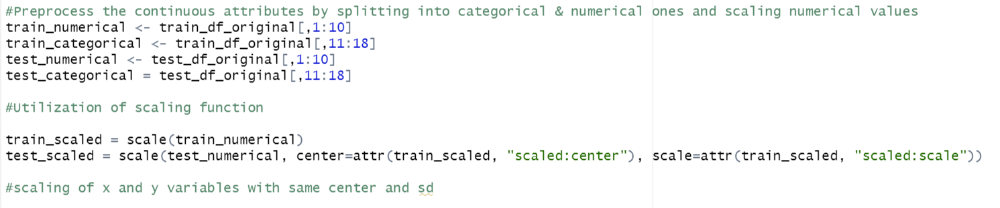 #Preprocess the continuous attributes by splitting into categorical & numerical ones and scaling numerical values
train_numerical <- train_df_original[,1:10]
train_categorical <- train_df_original[,11:18]
test_numerical <- test_df_original[,1:10]
test_categorical = test_df_original[,11:18]
#Utilization of scaling function
train_scaled = scale(train_numerical)
test_scaled = scale(test_numerical, center=attr(train_scaled, "scaled:center"), scale=attr(train_scaled, "scaled:scale"))
#scaling of x and y variables with same center and sd